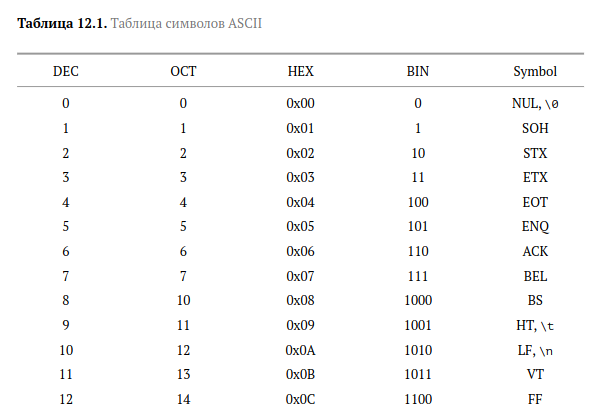 Таблица 12.1. Таблица символов ASCII
DEC OCT HEX BIN Symbol
0 0 0x00 0 NUL, \0
1 1 0x01 1 SOH
2 2 0x02 10 STX
3 3 0x03 11 ETX
4 4 0x04 100 EOT
5 5 0x05 101 ENQ
6 6 0x06 110 ACK
7 7 0x07 111 BEL
8 10 0x08 1000 BS
9 11 0x09 1001 HT, \t
10 12 0x0A 1010 LF, \n
11 13 0x0B 1011 VT
12 14 0x0C 1100 FF